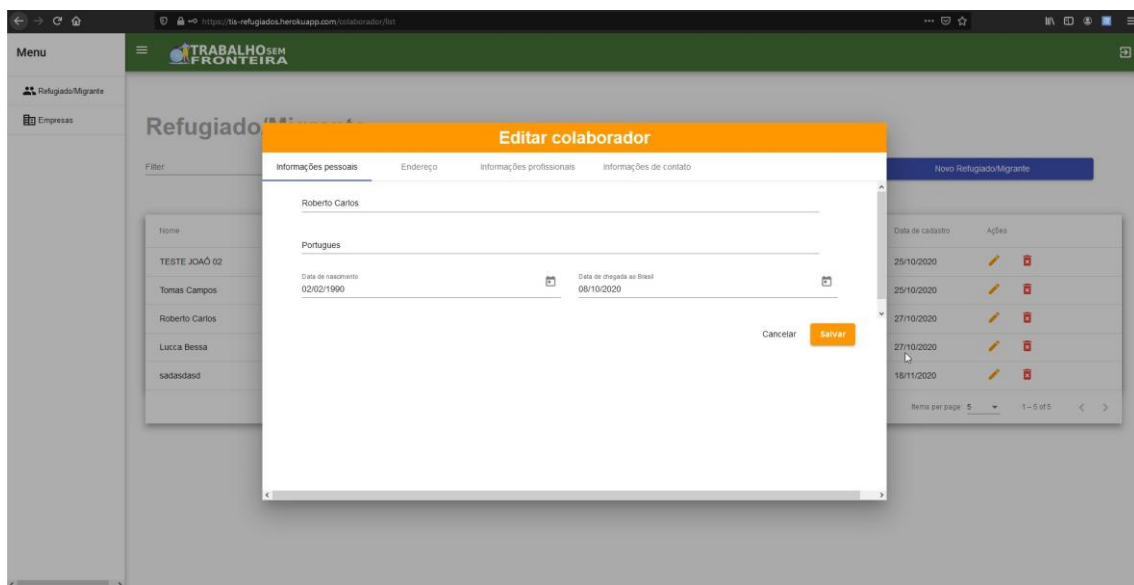 https://tis-refugiados.herokuapp.com/colaborador/list
Menu
TRABALHO SEM
FRONTEIRA
Refugiado/Migrante
Empresas
Refugiado/Migrante
Editar colaborador
Filter
Informações pessoais Endereço Informações profissionais Informações de contato
Novo Refugiado/Migrante
Roberto Carlos
Portugues
Data de nascimento Data de chegada ao Brasil
02/02/1990 08/10/2020
Cancelar Salvar
Nome Data de cadastro Ações
TESTE JOAÓ 02 25/10/2020
Tomas Campos 25/10/2020
Roberto Carlos 27/10/2020
Lucca Bessa 27/10/2020
sadasdasd 18/11/2020
Items per page: 5 1 – 5 of 5